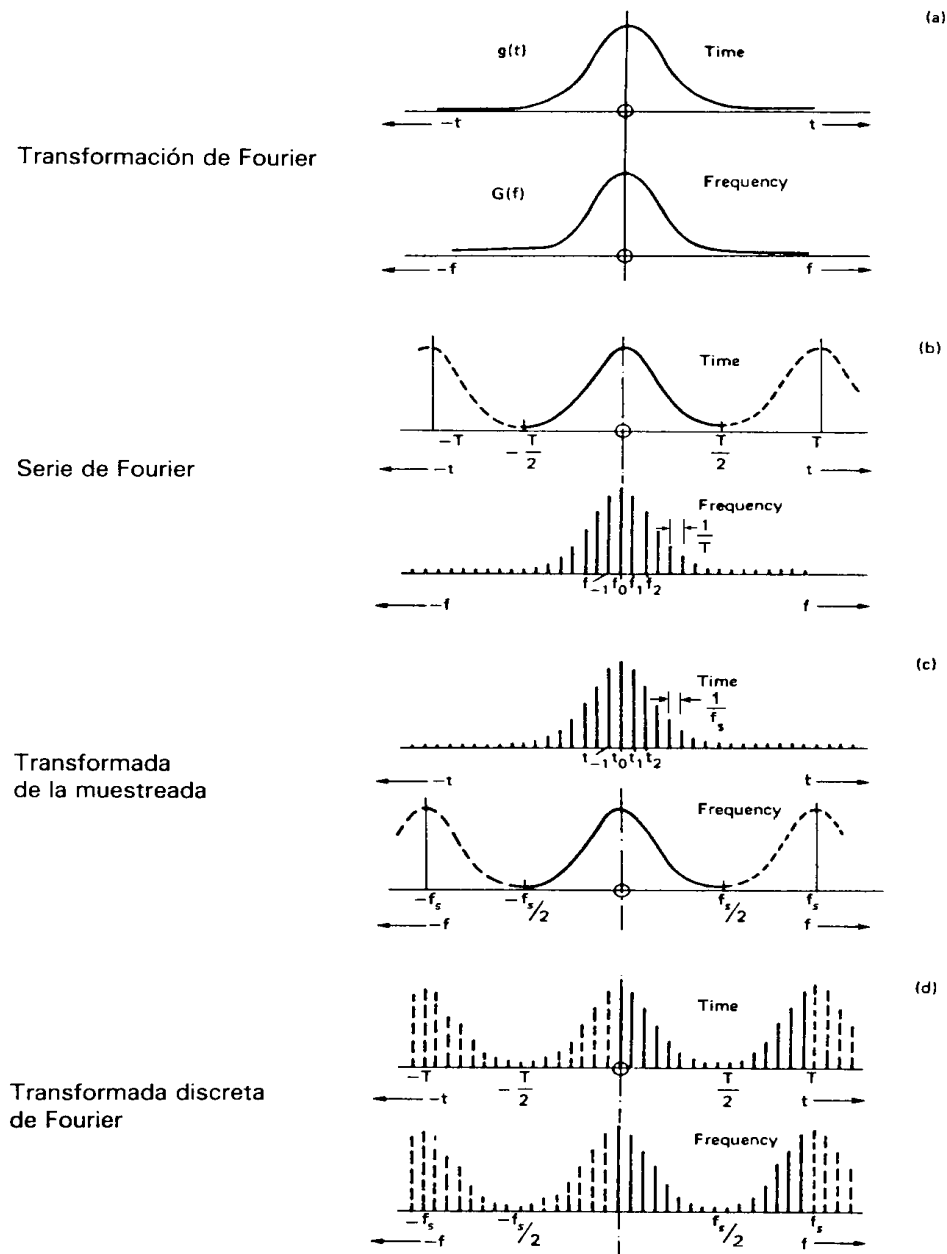 (a)
g(t)
Time
−t
t
Transformación de Fourier
G(f)
Frequency
−f
f
(b)
Time
−T
−T/2
T/2
T
−t
t
Serie de Fourier
Frequency
1/T
f₋₁ f₀ f₁ f₂
−f
f
(c)
Time
1/fₛ
t₋₁ t₀ t₁ t₂
−t
t
Transformada
de la muestreada
Frequency
−fₛ
−fₛ/2
fₛ/2
fₛ
−f
f
(d)
Time
−T
−T/2
T/2
T
−t
t
Transformada discreta
de Fourier
Frequency
−fₛ
−fₛ/2
fₛ/2
fₛ
−f
f